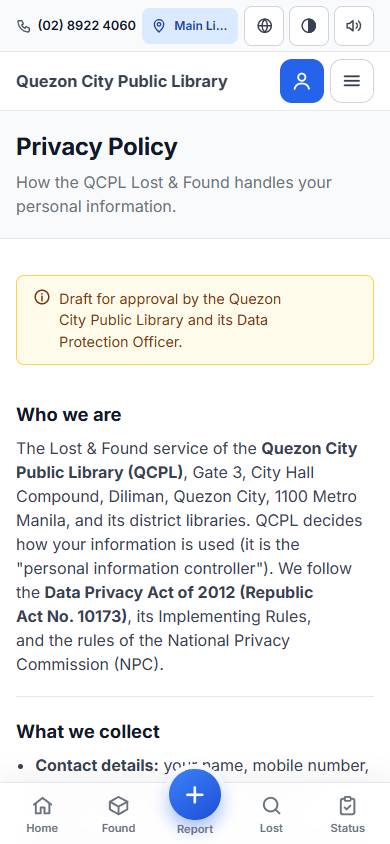 (02) 8922 4060 Main Li...
Quezon City Public Library
Privacy Policy
How the QCPL Lost & Found handles your
personal information.
Draft for approval by the Quezon
City Public Library and its Data
Protection Officer.
Who we are
The Lost & Found service of the Quezon City
Public Library (QCPL), Gate 3, City Hall
Compound, Diliman, Quezon City, 1100 Metro
Manila, and its district libraries. QCPL decides
how your information is used (it is the
"personal information controller"). We follow
the Data Privacy Act of 2012 (Republic
Act No. 10173), its Implementing Rules,
and the rules of the National Privacy
Commission (NPC).
What we collect
• Contact details: your name, mobile number,
Home Found Report Lost Status